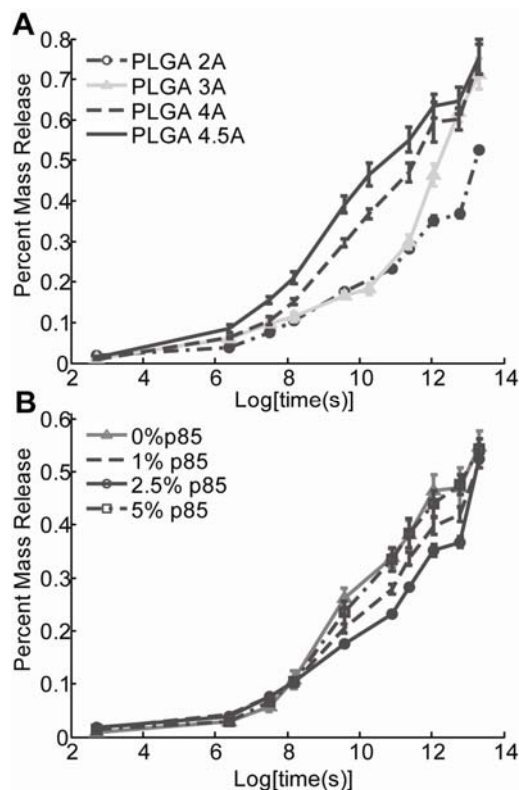 A
PLGA 2A
PLGA 3A
PLGA 4A
PLGA 4.5A
Percent Mass Release
0.8
0.7
0.6
0.5
0.4
0.3
0.2
0.1
0
2 4 6 8 10 12 14
Log[time(s)]
B
0%p85
1% p85
2.5% p85
5% p85
Percent Mass Release
0.6
0.5
0.4
0.3
0.2
0.1
0
2 4 6 8 10 12 14
Log[time(s)]